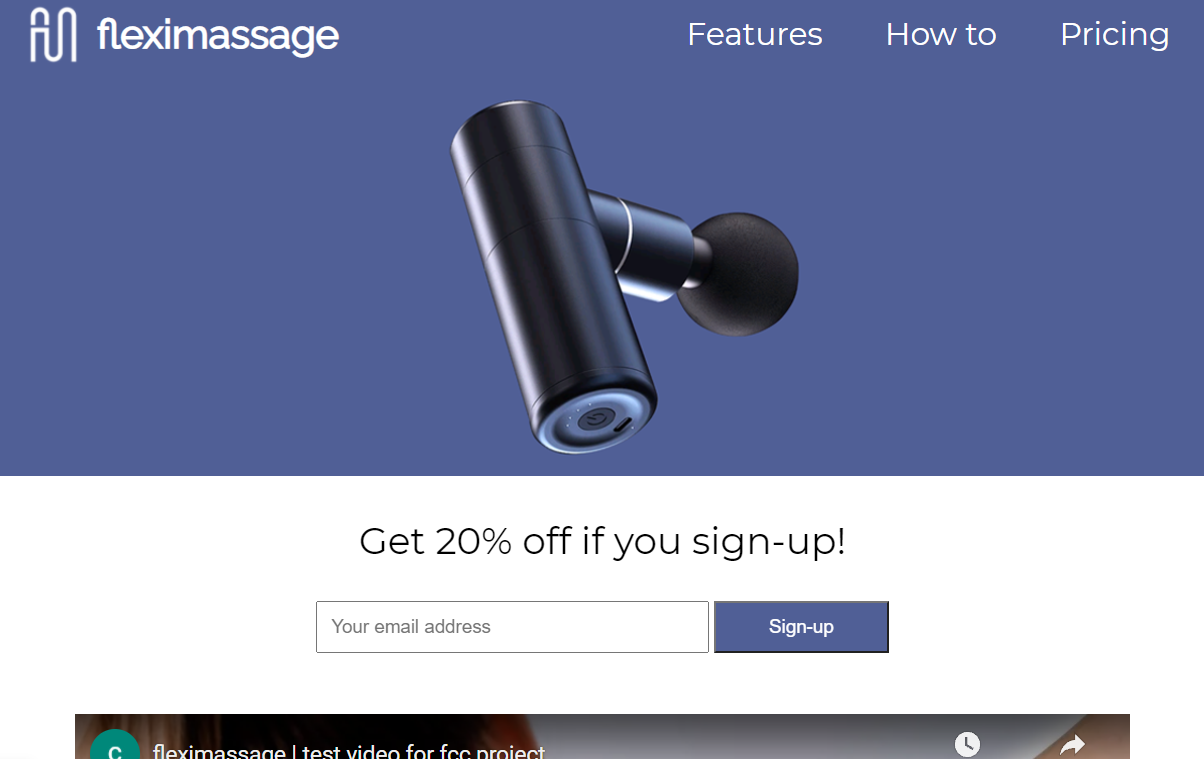 fleximassage
Features
How to
Pricing
Get 20% off if you sign-up!
Your email address
Sign-up
C
fleximassage | test video for fcc project